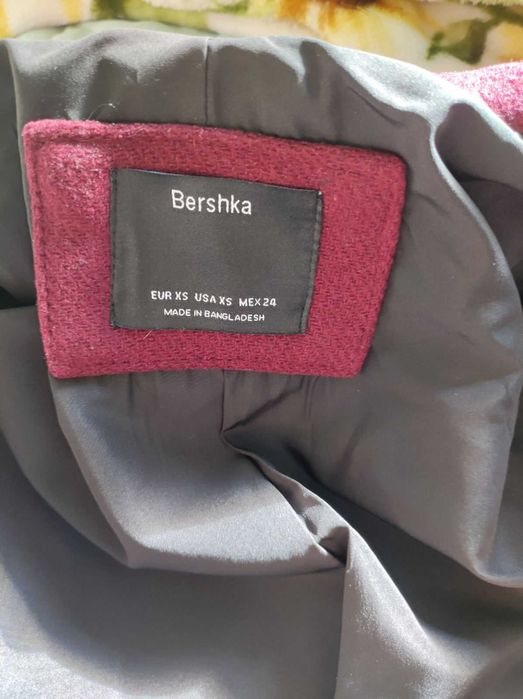 Bershka
EUR XS USA XS MEX 24
MADE IN BANGLADESH